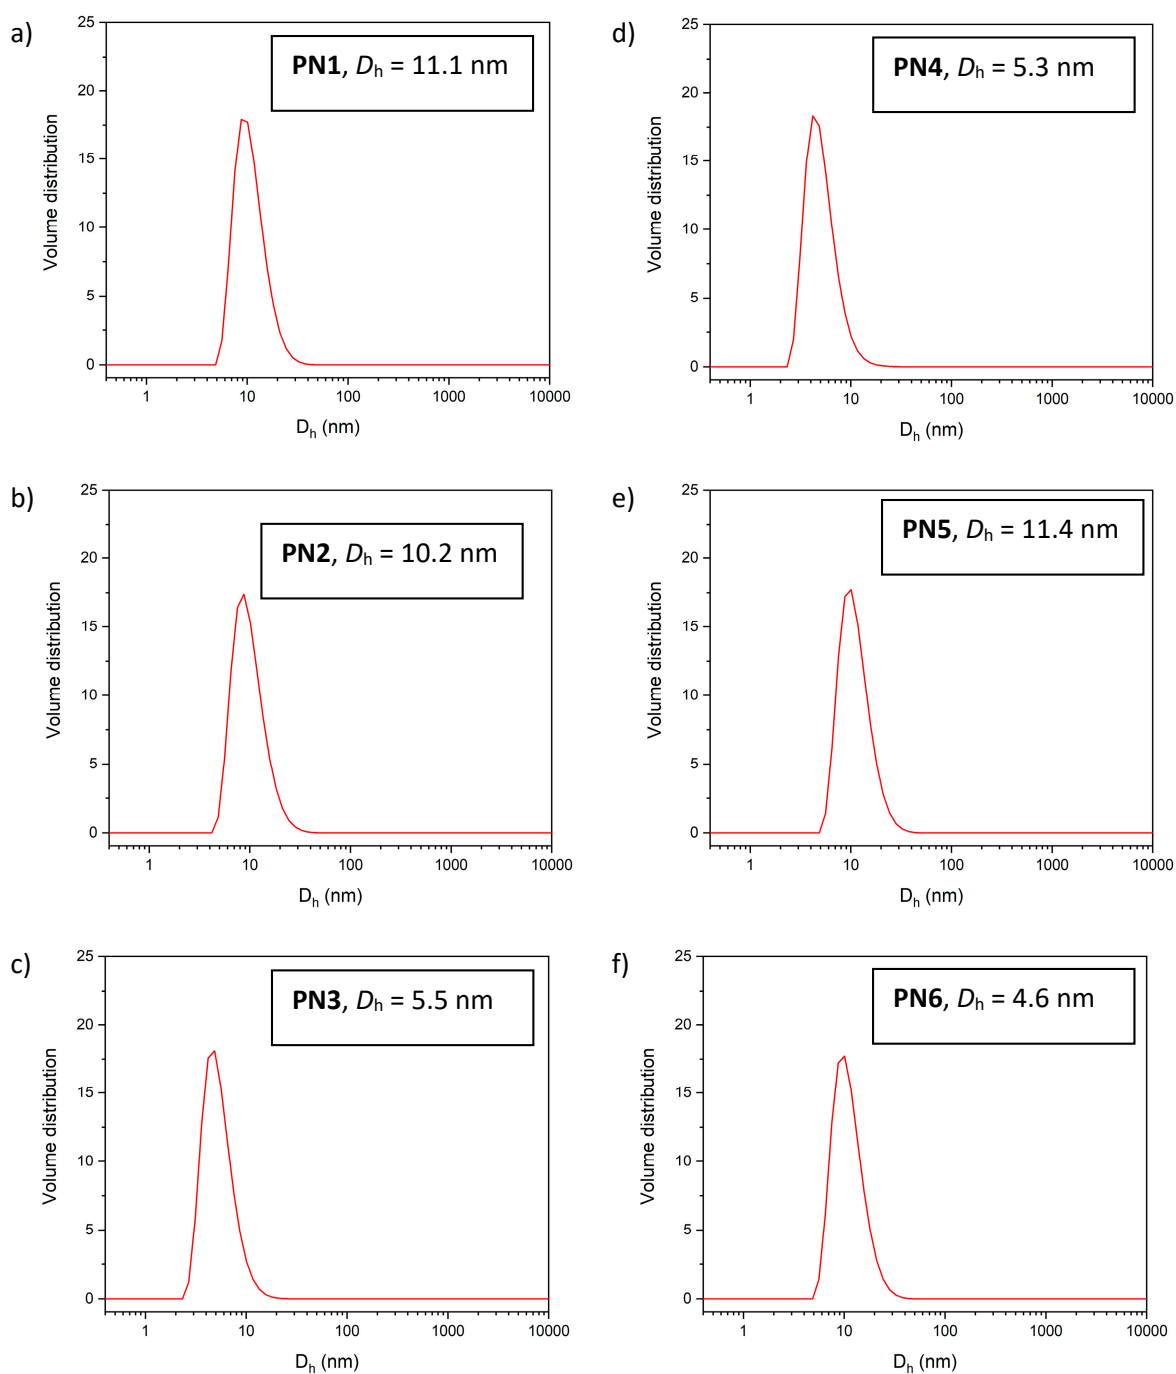 a)
PN1, Dh = 11.1 nm
25
20
15
10
5
0
Volume distribution
1 10 100 1000 10000
Dh (nm)
d)
PN4, Dh = 5.3 nm
25
20
15
10
5
0
Volume distribution
1 10 100 1000 10000
Dh (nm)
b)
PN2, Dh = 10.2 nm
25
20
15
10
5
0
Volume distribution
1 10 100 1000 10000
Dh (nm)
e)
PN5, Dh = 11.4 nm
25
20
15
10
5
0
Volume distribution
1 10 100 1000 10000
Dh (nm)
c)
PN3, Dh = 5.5 nm
25
20
15
10
5
0
Volume distribution
1 10 100 1000 10000
Dh (nm)
f)
PN6, Dh = 4.6 nm
25
20
15
10
5
0
Volume distribution
1 10 100 1000 10000
Dh (nm)